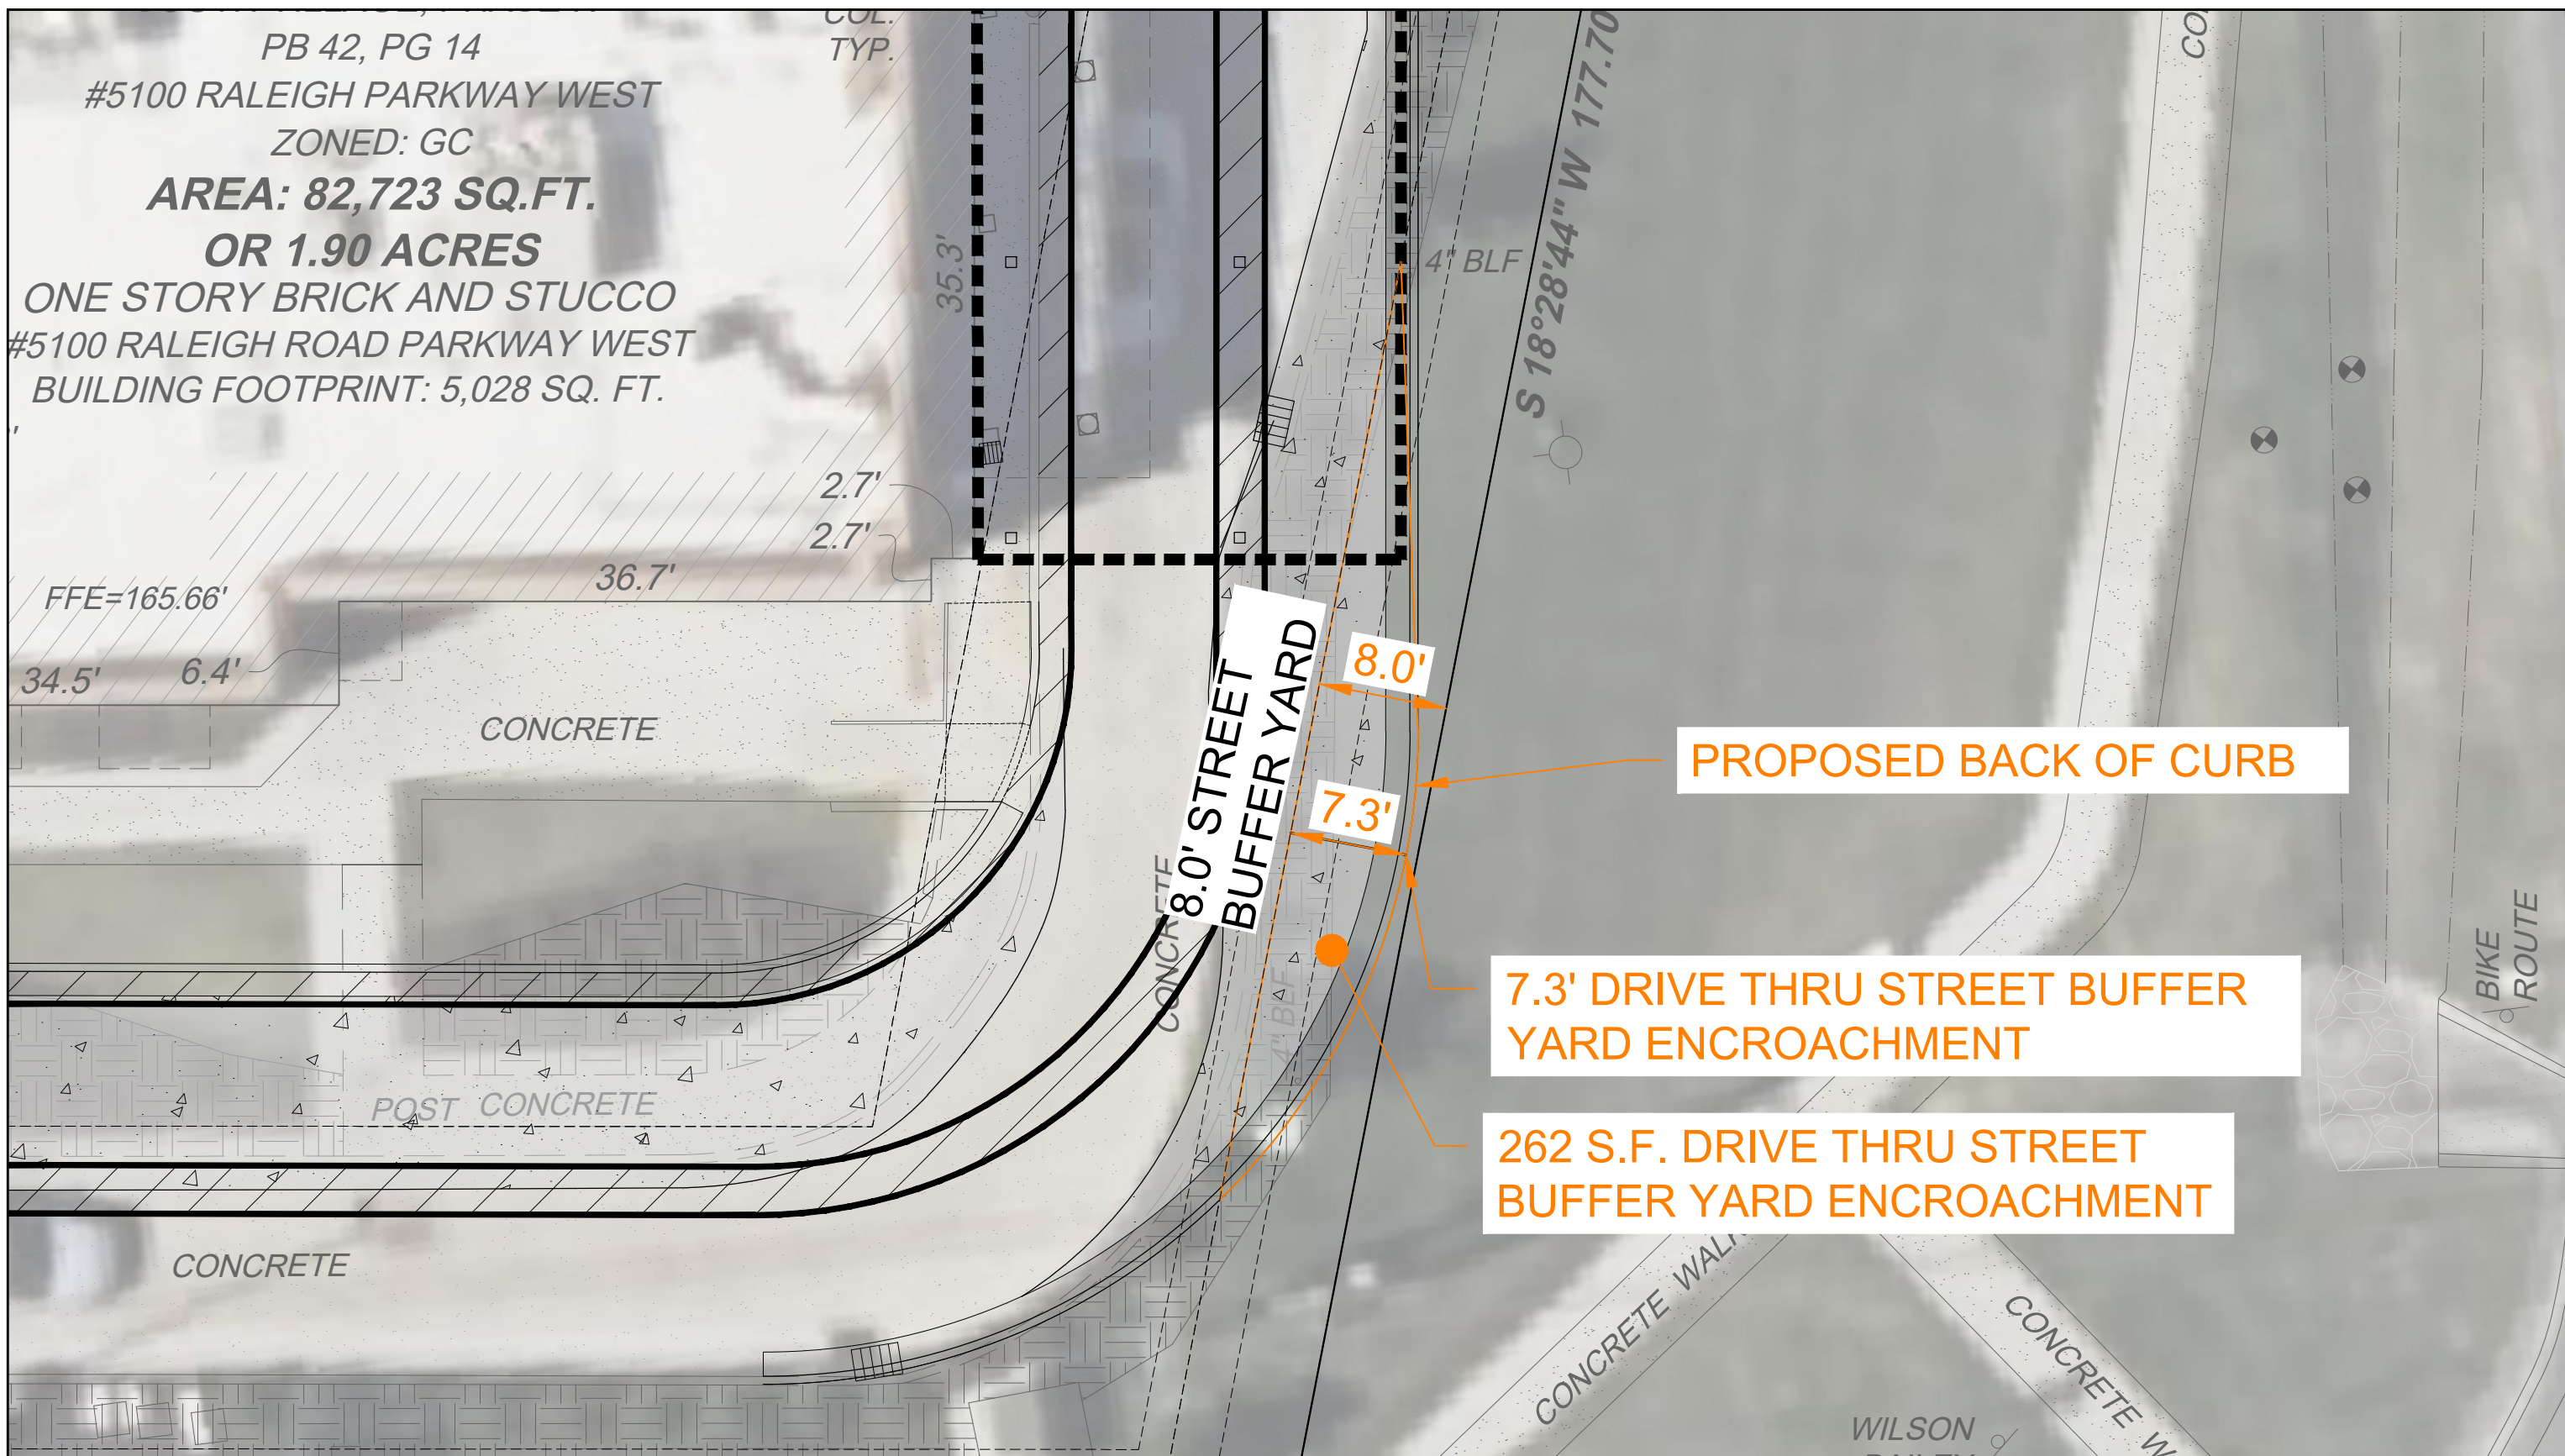 PB 42, PG 14
#5100 RALEIGH PARKWAY WEST
ZONED: GC
AREA: 82,723 SQ.FT.
OR 1.90 ACRES
ONE STORY BRICK AND STUCCO
#5100 RALEIGH ROAD PARKWAY WEST
BUILDING FOOTPRINT: 5,028 SQ. FT.
COL.
TYP.
35.3'
4" BLF
S 18°28'44" W 177.70
2.7'
2.7'
36.7'
FFE=165.66'
34.5'
6.4'
CONCRETE
8.0' STREET
BUFFER YARD
8.0'
7.3'
PROPOSED BACK OF CURB
CONCRETE
4" BLF
7.3' DRIVE THRU STREET BUFFER
YARD ENCROACHMENT
262 S.F. DRIVE THRU STREET
BUFFER YARD ENCROACHMENT
BIKE
ROUTE
POST CONCRETE
CONCRETE
CONCRETE WALK
CONCRETE W
WILSON